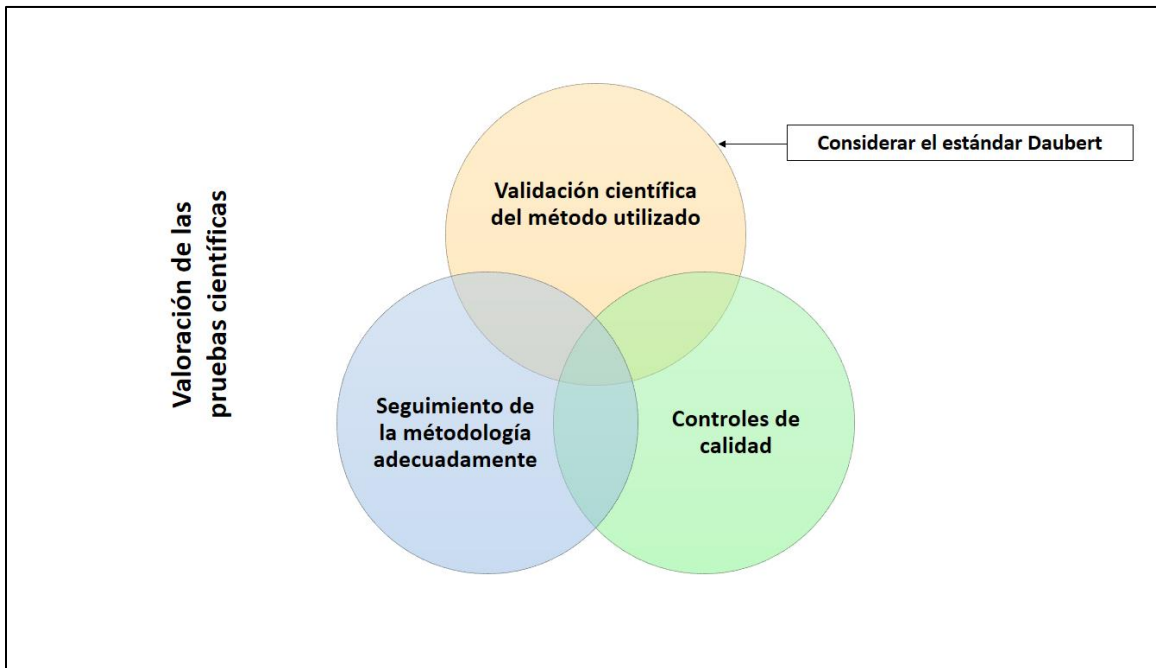 Valoración de las
pruebas científicas
Considerar el estándar Daubert
Validación científica
del método utilizado
Seguimiento de
la métodología
adecuadamente
Controles de
calidad